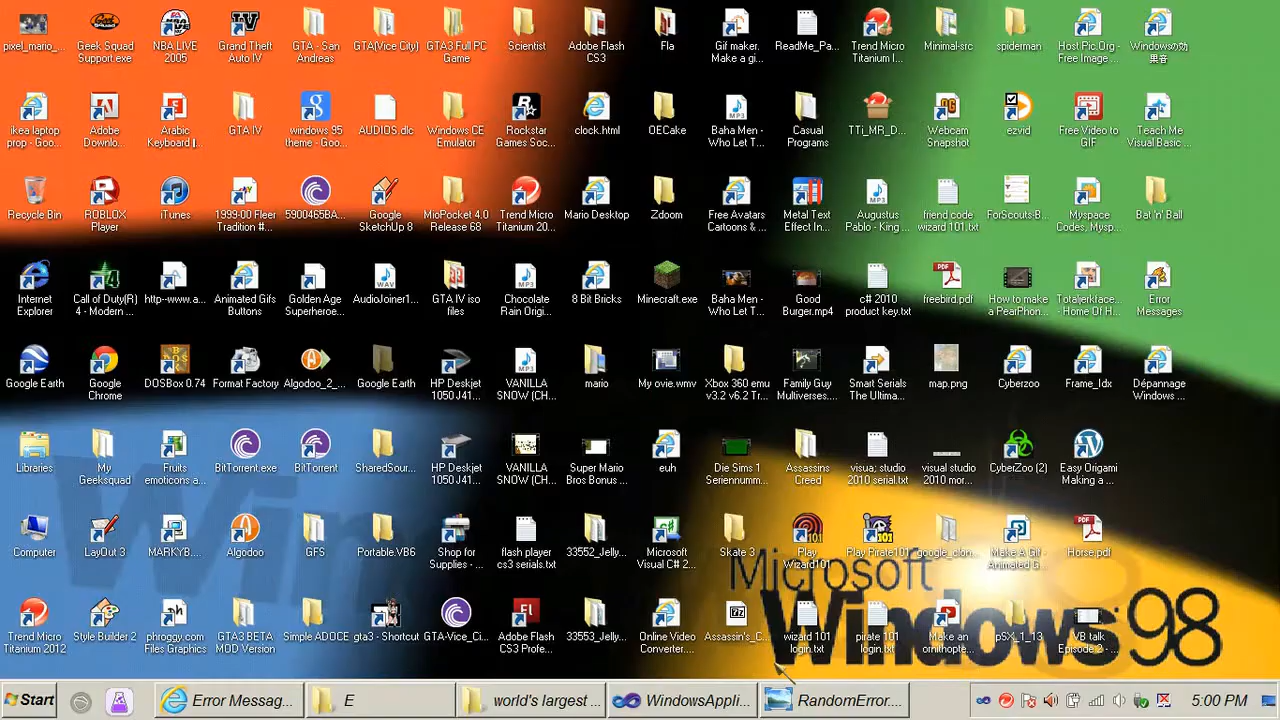 pixel_mario_...
Geek Squad
Support.exe
NBA LIVE
2005
Grand Theft
Auto IV
GTA - San
Andreas
GTA(Vice City)
GTA3 Full PC
Game
Scientist
Adobe Flash
CS3
Fla
Gif maker.
Make a gi...
ReadMe_Pa...
Trend Micro
Titanium I...
Minimal-src
spiderman
Host Pic.Org -
Free Image ...
Windowsの効
果音
ikea laptop
prop - Goo...
Adobe
Downlo...
Arabic
Keyboard |...
GTA IV
windows 95
theme - Goo...
AUDIOS.dlc
Windows CE
Emulator
Rockstar
Games Soc...
clock.html
OECake
Baha Men -
Who Let T...
Casual
Programs
TTi_MR_D...
Webcam
Snapshot
ezvid
Free Video to
GIF
Teach Me
Visual Basic ...
Recycle Bin
ROBLOX
Player
iTunes
1999-00 Fleer
Tradition #...
5900465BA...
Google
SketchUp 8
MioPocket 4.0
Release 68
Trend Micro
Titanium 20...
Mario Desktop
Zdoom
Free Avatars
Cartoons & ...
Metal Text
Effect In...
Augustus
Pablo - King ...
friend code
wizard 101.txt
ForScouts-B...
Myspace
Codes, Mysp...
Bat 'n' Ball
Internet
Explorer
Call of Duty(R)
4 - Modern ...
http--www.a...
Animated Gifs
Buttons
Golden Age
Superheroe...
AudioJoiner1...
GTA IV iso
files
Chocolate
Rain Origi...
8 Bit Bricks
Minecraft.exe
Baha Men -
Who Let T...
Good
Burger.mp4
c# 2010
product key.txt
freebird.pdf
How to make
a PearPhon...
Totaljerkface...
- Home Of H...
Error
Messages
Google Earth
Google
Chrome
DOSBox 0.74
Format Factory
Algodoo_2_...
Google Earth
HP Deskjet
1050 J41...
VANILLA
SNOW (CH...
mario
My ovie.wmv
Xbox 360 emu
v3.2 v6.2 Tr...
Family Guy
Multiverses...
Smart Serials
The Ultima...
map.png
Cyberzoo
Frame_Idx
Dépannage
Windows ...
Libraries
My
Geeksquad
Fruits
emoticons a...
BitTorrent.exe
BitTorrent
SharedSour...
HP Deskjet
1050 J41...
VANILLA
SNOW (CH...
Super Mario
Bros Bonus ...
euh
Die Sims 1
Seriennumm...
Assassins
Creed
visua; studio
2010 serial.txt
visual studio
2010 mor...
CyberZoo (2)
Easy Origami
Making a ...
Computer
LayOut 3
MARKYB....
Algodoo
GFS
Portable.VB6
Shop for
Supplies - ...
flash player
cs3 serials.txt
33552_Jelly...
Microsoft
Visual C# 2...
Skate 3
Play
Wizard101
Play Pirate101
google_clon...
Make A Gif -
Animated G...
Horse.pdf
Microsoft
Windows 98
Trend Micro
Titanium 2012
Style Builder 2
phroggy.com
Files Graphics
GTA3 BETA
MOD Version
Simple ADOCE
gta3 - Shortcut
GTA-Vice_Ci...
Adobe Flash
CS3 Profe...
33553_Jelly...
Online Video
Converter....
Assassin's_C...
wizard 101
login.txt
pirate 101
login.txt
Make an
ornithopte...
pSX_1_13
VB talk
Episode 2 - ...
Start
Error Messag...
E
world's largest ...
WindowsAppli...
RandomError....
5:00 PM